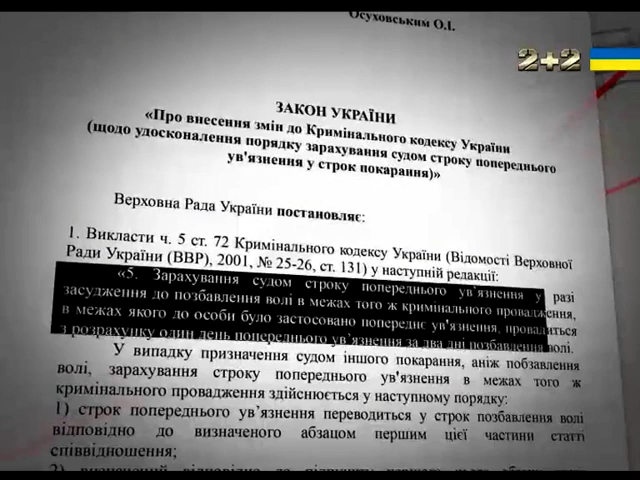 Осуховським О.І.
2+2
ЗАКОН УКРАЇНИ
«Про внесення змін до Кримінального кодексу України
(щодо удосконалення порядку зарахування судом строку попереднього
ув'язнення у строк покарання)»
Верховна Рада України постановляє:
1. Викласти ч. 5 ст. 72 Кримінального кодексу України (Відомості Верховної
Ради України (ВВР), 2001, № 25-26, ст. 131) у наступній редакції:
«5. Зарахування судом строку попереднього ув’язнення у разі
засудження до позбавлення волі в межах того ж кримінального провадження,
в межах якого до особи було застосовано попереднє ув’язнення, провадиться
з розрахунку один день попереднього ув’язнення за два дні позбавлення волі.
У випадку призначення судом іншого покарання, аніж побзавлення
волі, зарахування строку попереднього ув'язнення в межах того ж
кримінального провадження здійснюється у наступному порядку:
1) строк попереднього ув’язнення переводиться у строк позбавлення волі
відповідно до визначеного абзацом першим цієї частини статті
співвідношення;
2)